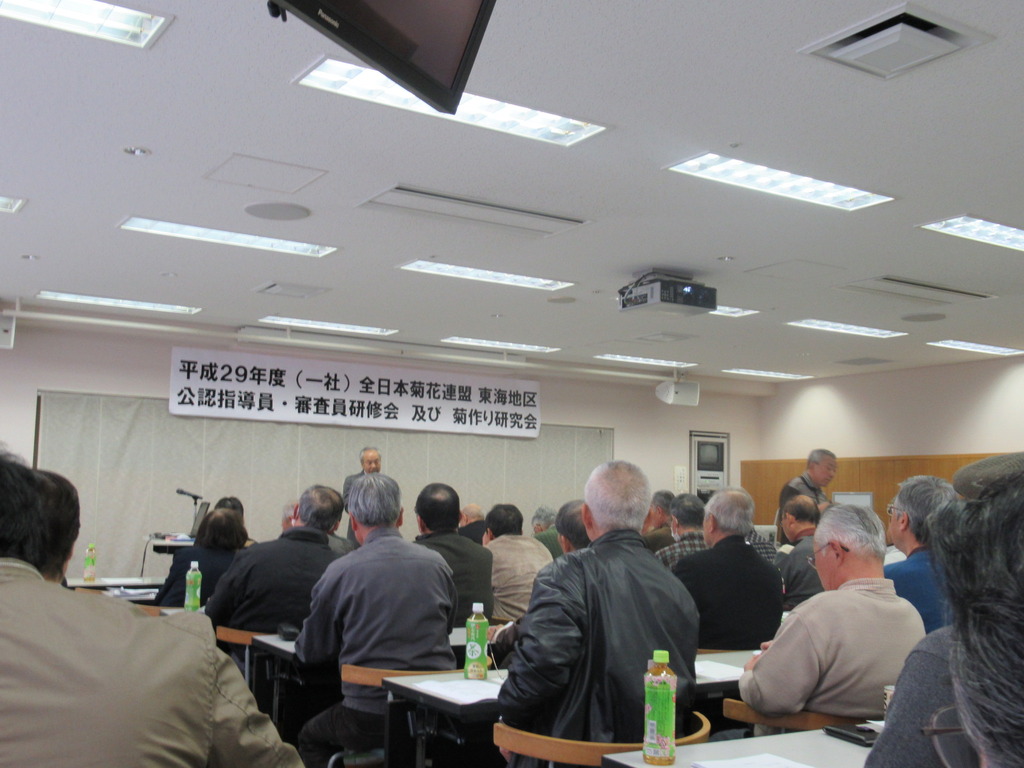 Panasonic
平成29年度（一社）全日本菊花連盟 東海地区
公認指導員・審査員研修会 及び 菊作り研究会
茶